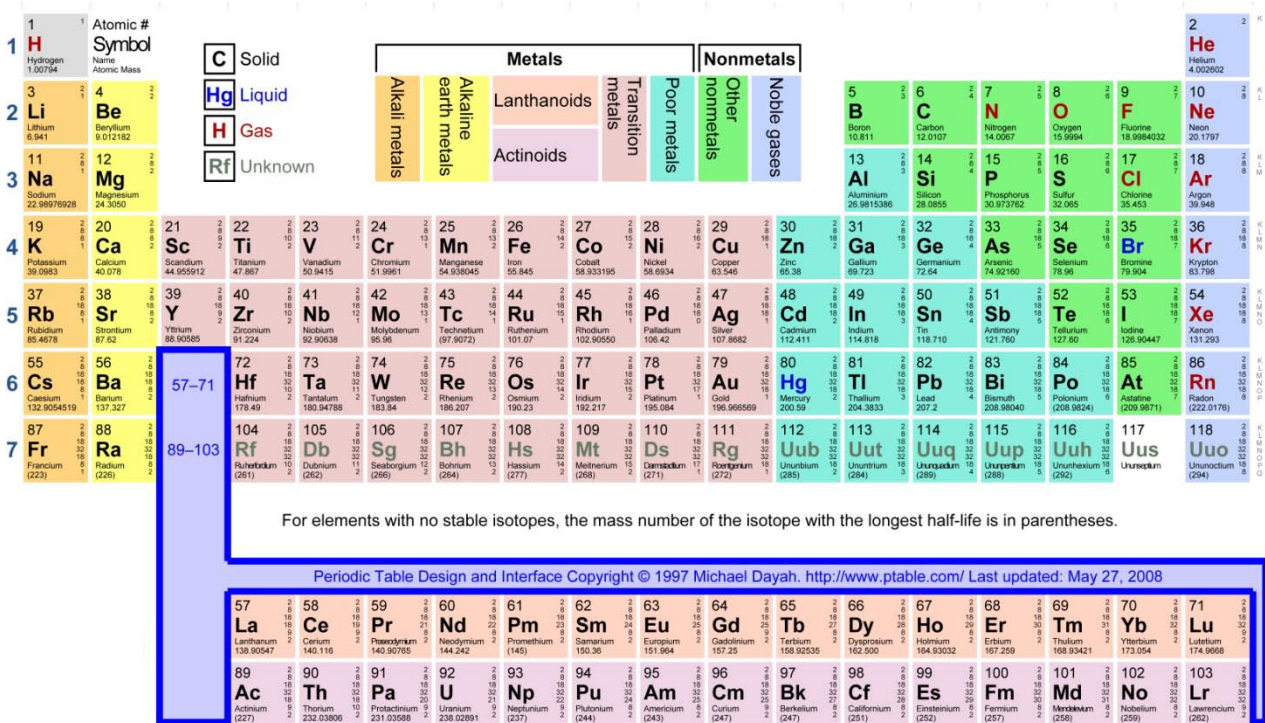 1 Atomic # 2
1 H Symbol He
Hydrogen Name Helium
1.00794 Atomic Mass 4.002602
C Solid
Hg Liquid
H Gas
Rf Unknown
Metals Nonmetals
Alkali metals
Alkaline earth metals
Lanthanoids
Actinoids
Transition metals
Poor metals
Other nonmetals
Noble gases
3 4 5 6 7 8 9 10
2 Li Be B C N O F Ne
Lithium Beryllium Boron Carbon Nitrogen Oxygen Fluorine Neon
6.941 9.012182 10.811 12.0107 14.0067 15.9994 18.9984032 20.1797
11 12 13 14 15 16 17 18
3 Na Mg Al Si P S Cl Ar
Sodium Magnesium Aluminium Silicon Phosphorus Sulfur Chlorine Argon
22.98976928 24.3050 26.9815386 28.0855 30.973762 32.065 35.453 39.948
19 20 21 22 23 24 25 26 27 28 29 30 31 32 33 34 35 36
4 K Ca Sc Ti V Cr Mn Fe Co Ni Cu Zn Ga Ge As Se Br Kr
Potassium Calcium Scandium Titanium Vanadium Chromium Manganese Iron Cobalt Nickel Copper Zinc Gallium Germanium Arsenic Selenium Bromine Krypton
39.0983 40.078 44.955912 47.867 50.9415 51.9961 54.938045 55.845 58.933195 58.6934 63.546 65.38 69.723 72.64 74.92160 78.96 79.904 83.798
37 38 39 40 41 42 43 44 45 46 47 48 49 50 51 52 53 54
5 Rb Sr Y Zr Nb Mo Tc Ru Rh Pd Ag Cd In Sn Sb Te I Xe
Rubidium Strontium Yttrium Zirconium Niobium Molybdenum Technetium Ruthenium Rhodium Palladium Silver Cadmium Indium Tin Antimony Tellurium Iodine Xenon
85.4678 87.62 88.90585 91.224 92.90638 95.96 (97.9072) 101.07 102.90550 106.42 107.8682 112.411 114.818 118.710 121.760 127.60 126.90447 131.293
55 56 72 73 74 75 76 77 78 79 80 81 82 83 84 85 86
6 Cs Ba 57–71 Hf Ta W Re Os Ir Pt Au Hg Tl Pb Bi Po At Rn
Caesium Barium Hafnium Tantalum Tungsten Rhenium Osmium Iridium Platinum Gold Mercury Thallium Lead Bismuth Polonium Astatine Radon
132.9054519 137.327 178.49 180.94788 183.84 186.207 190.23 192.217 195.084 196.966569 200.59 204.3833 207.2 208.98040 (208.9824) (209.9871) (222.0176)
87 88 104 105 106 107 108 109 110 111 112 113 114 115 116 117 118
7 Fr Ra 89–103 Rf Db Sg Bh Hs Mt Ds Rg Uub Uut Uuq Uup Uuh Uus Uuo
Francium Radium Rutherfordium Dubnium Seaborgium Bohrium Hassium Meitnerium Darmstadtium Roentgenium Ununbium Ununtrium Ununquadium Ununpentium Ununhexium Ununseptium Ununoctium
(223) (226) (261) (262) (266) (264) (277) (268) (271) (272) (285) (284) (289) (288) (292) (294)
For elements with no stable isotopes, the mass number of the isotope with the longest half-life is in parentheses.
Periodic Table Design and Interface Copyright © 1997 Michael Dayah. http://www.ptable.com/ Last updated: May 27, 2008
57 58 59 60 61 62 63 64 65 66 67 68 69 70 71
La Ce Pr Nd Pm Sm Eu Gd Tb Dy Ho Er Tm Yb Lu
Lanthanum Cerium Praseodymium Neodymium Promethium Samarium Europium Gadolinium Terbium Dysprosium Holmium Erbium Thulium Ytterbium Lutetium
138.90547 140.116 140.90765 144.242 (145) 150.36 151.964 157.25 158.92535 162.500 164.93032 167.259 168.93421 173.054 174.9668
89 90 91 92 93 94 95 96 97 98 99 100 101 102 103
Ac Th Pa U Np Pu Am Cm Bk Cf Es Fm Md No Lr
Actinium Thorium Protactinium Uranium Neptunium Plutonium Americium Curium Berkelium Californium Einsteinium Fermium Mendelevium Nobelium Lawrencium
(227) 232.03806 231.03588 238.02891 (237) (244) (243) (247) (247) (251) (252) (257) (258) (259) (262)